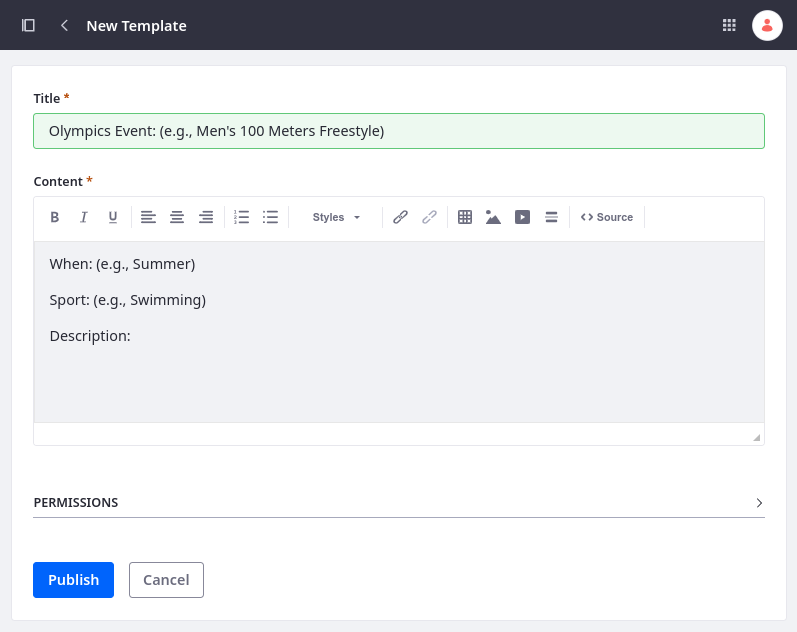 New Template
Title *
Olympics Event: (e.g., Men's 100 Meters Freestyle)
Content *
B I U Styles Source
When: (e.g., Summer)
Sport: (e.g., Swimming)
Description:
PERMISSIONS
Publish Cancel